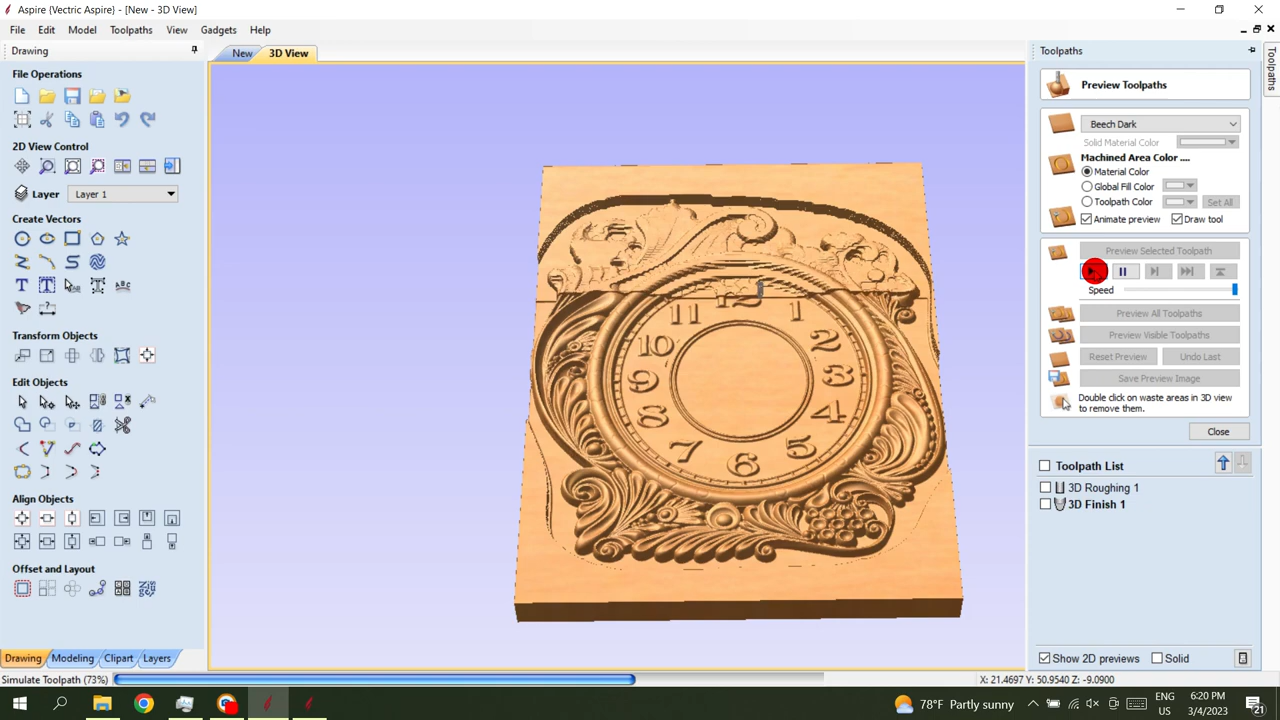 Aspire {Vectric Aspire} - [New - 3D View]
File Edit Model Toolpaths View Gadgets Help
Drawing
File Operations
2D View Control
Layer Layer 1
Create Vectors
Transform Objects
Edit Objects
Align Objects
Offset and Layout
Drawing Modeling Clipart Layers
New 3D View
11 12 1
10 2
9 3
8 4
7 6 5
Toolpaths
Toolpaths
Preview Toolpaths
Beech Dark
Solid Material Color
Machined Area Color ....
Material Color
Global Fill Color
Toolpath Color Set All
Animate preview Draw tool
Preview Selected Toolpath
Speed
Preview All Toolpaths
Preview Visible Toolpaths
Reset Preview Undo Last
Save Preview Image
Double click on waste areas in 3D view
to remove them.
Close
Toolpath List
3D Roughing 1
3D Finish 1
Show 2D previews Solid
Simulate Toolpath (73%)
X: 21.4697 Y: 50.9540 Z: -9.0900
78°F Partly sunny
ENG
US
6:20 PM
3/4/2023
21